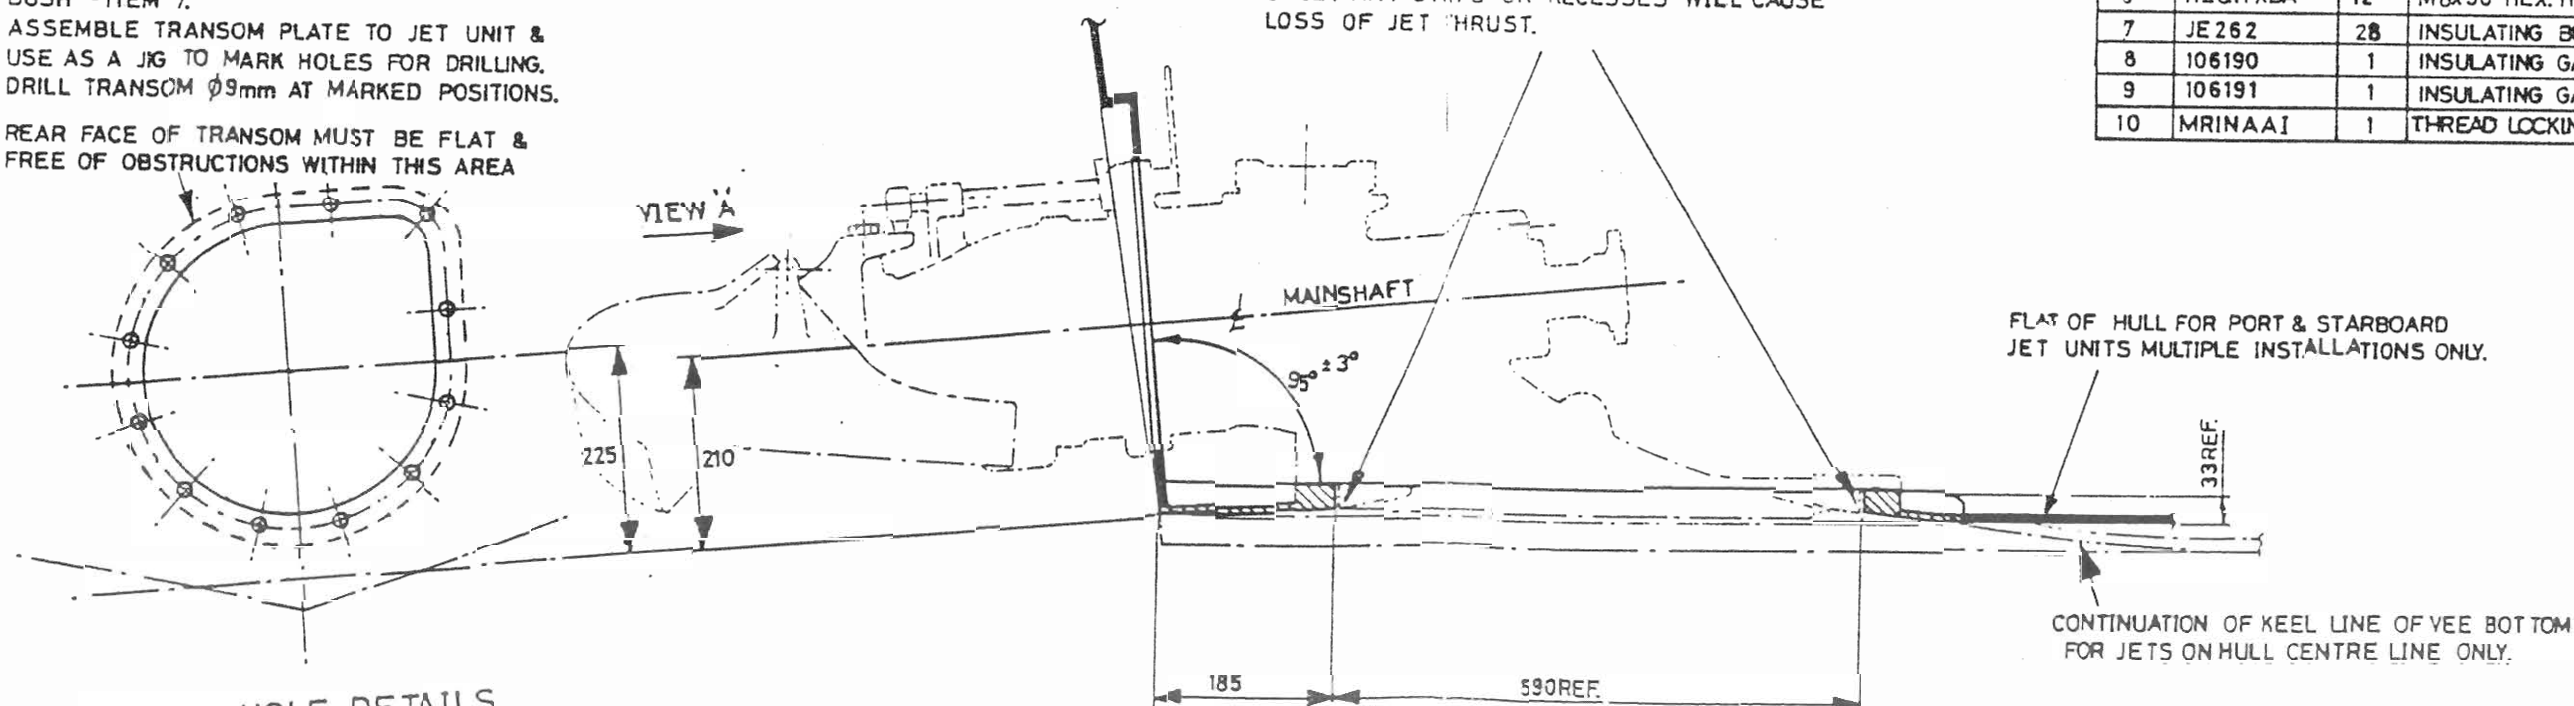 ASSEMBLE TRANSOM PLATE TO JET UNIT &
USE AS A JIG TO MARK HOLES FOR DRILLING.
DRILL TRANSOM Ø9mm AT MARKED POSITIONS.
REAR FACE OF TRANSOM MUST BE FLAT &
FREE OF OBSTRUCTIONS WITHIN THIS AREA
WILL CAUSE
LOSS OF JET THRUST.
7 JE262 28 INSULATING
8 106190 1 INSULATING
9 106191 1 INSULATING
10 MRINAAI 1 THREAD
VIEW A
MAINSHAFT
95° ±3°
225
210
FLAT OF HULL FOR PORT & STARBOARD
JET UNITS MULTIPLE INSTALLATIONS ONLY.
33REF.
CONTINUATION OF KEEL LINE OF VEE BOTTOM
FOR JETS ON HULL CENTRE LINE ONLY.
185
590REF.
HOLE DETAILS